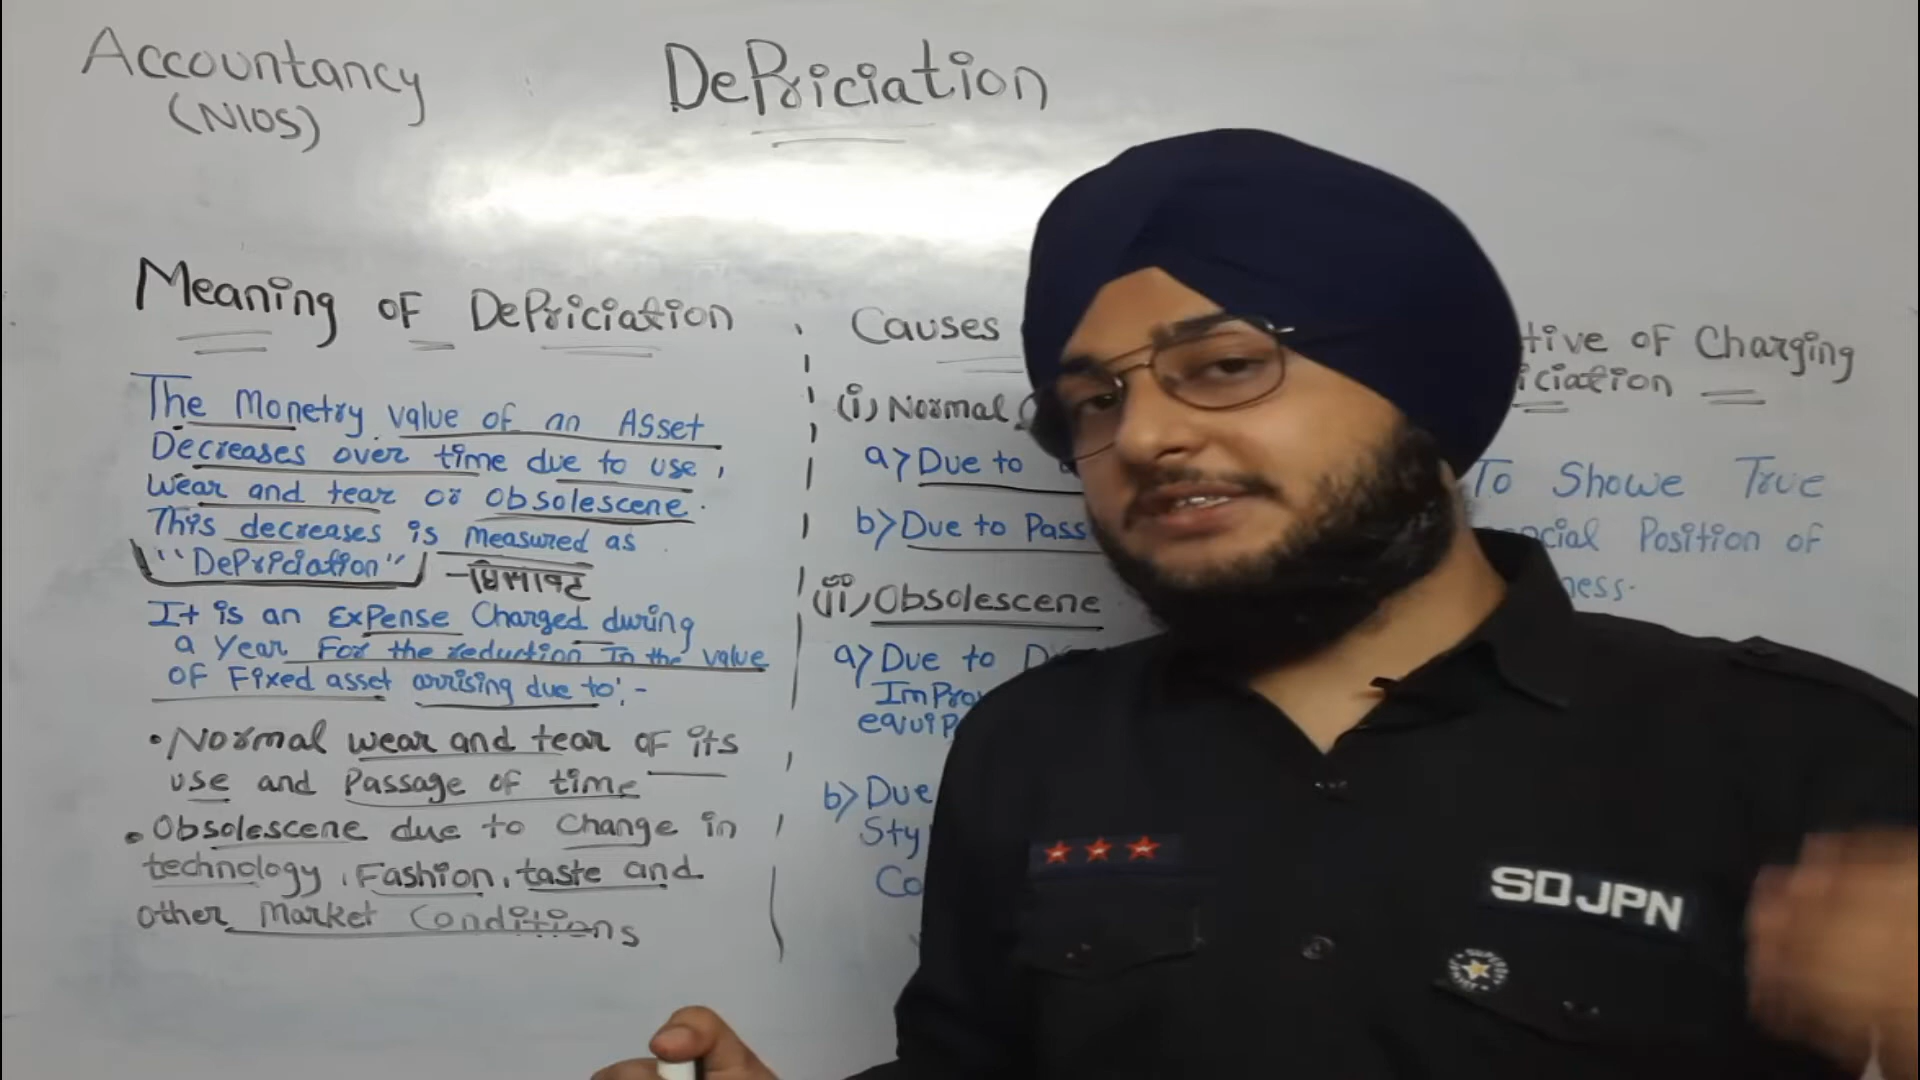 Accountancy
(NIOS)
DePriciation
Meaning of DePriciation
The Monetry value of an Asset
Decreases over time due to use,
Wear and tear or Obsolescene.
This decreases is measured as
"DePriciation" - घिसावट
It is an Expense Charged during
a Year For the reduction In the value
of Fixed asset arrising due to:-
• Normal wear and tear of its
use and Passage of time
• Obsolescene due to Change in
technology, Fashion, taste and
other Market Conditions
Causes
(i) Normal
a> Due to
b> Due to Pass
(ii) Obsolescene
a> Due to
Impro
equip
b> Due
Sty
Co
tive of Charging
iciation
To Showe True
ncial Position of
ness.
SDJPN